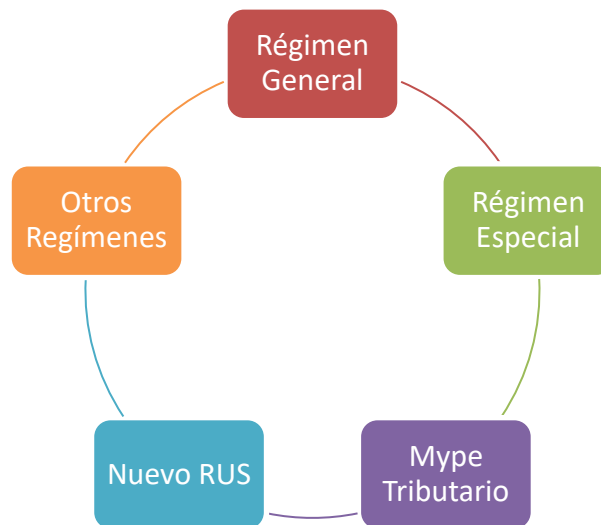 Régimen
General
Régimen
Especial
Mype
Tributario
Nuevo RUS
Otros
Regímenes